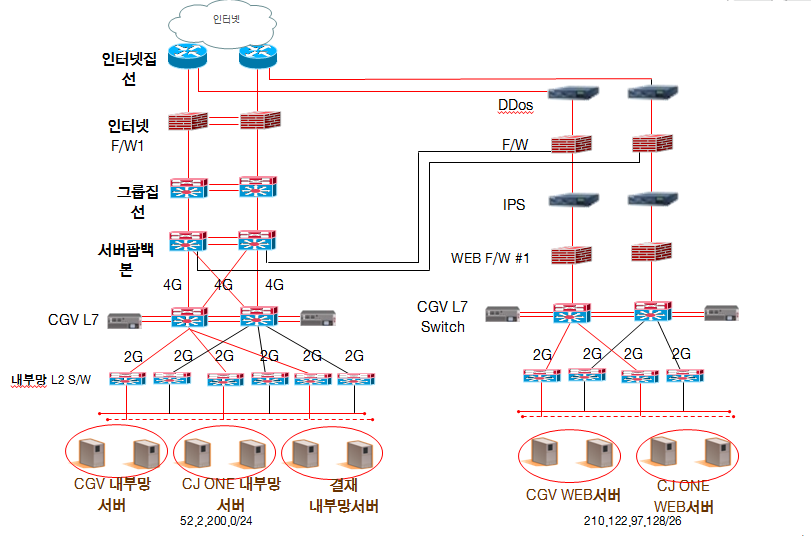 인터넷
인터넷집
선
DDos
인터넷
F/W1
F/W
그룹집
선
IPS
서버팜백
본
WEB F/W #1
4G
4G
4G
CGV L7
CGV L7
Switch
2G
2G
2G
2G
2G
2G
2G
2G
2G
내부망 L2 S/W
CGV 내부망
서버
CJ ONE 내부망
서버
결재
내부망서버
CGV WEB서버
CJ ONE
WEB서버
52,2,200,0/24
210,122,97,128/26